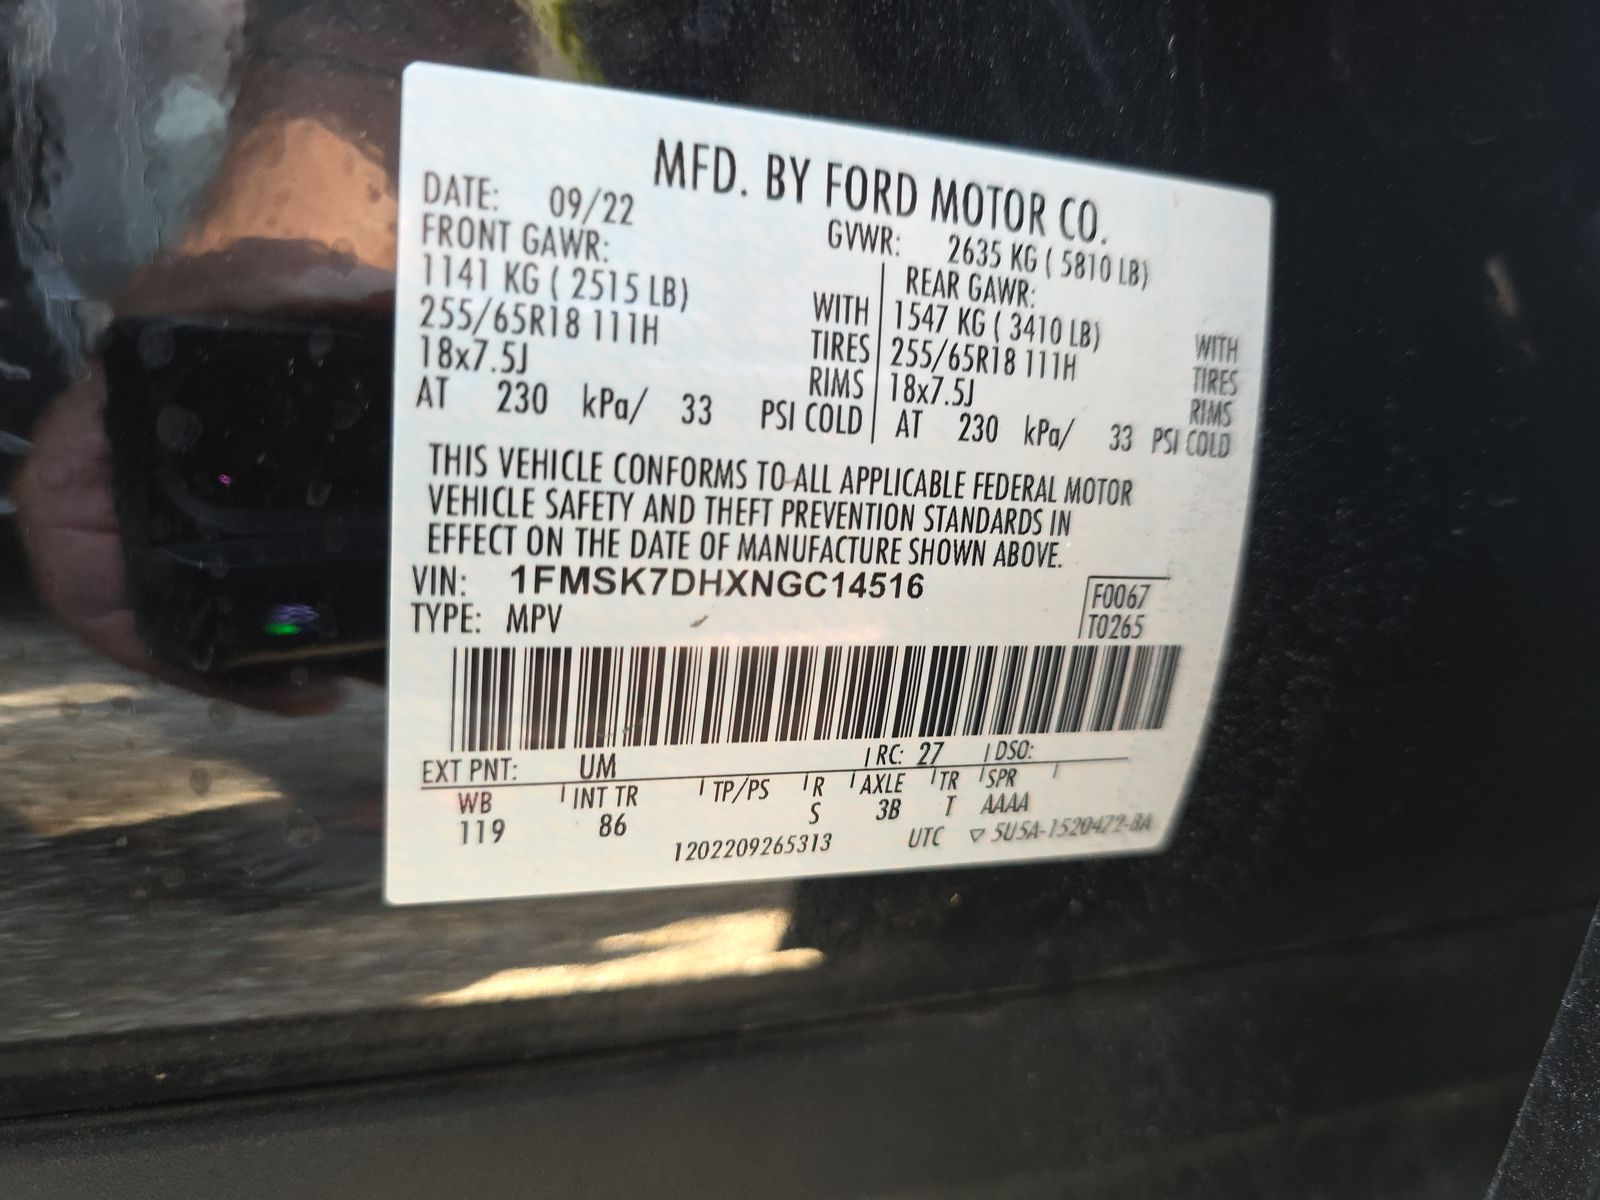 MFD. BY FORD MOTOR CO.
DATE: 09/22 GVWR: 2635 KG ( 5810 LB)
FRONT GAWR: REAR GAWR:
1141 KG ( 2515 LB) WITH 1547 KG ( 3410 LB) WITH
255/65R18 111H TIRES 255/65R18 111H TIRES
18x7.5J RIMS 18x7.5J RIMS
AT 230 kPa/ 33 PSI COLD AT 230 kPa/ 33 PSI COLD
THIS VEHICLE CONFORMS TO ALL APPLICABLE FEDERAL MOTOR
VEHICLE SAFETY AND THEFT PREVENTION STANDARDS IN
EFFECT ON THE DATE OF MANUFACTURE SHOWN ABOVE.
VIN: 1FMSK7DHXNGC14516 F0067
TYPE: MPV T0265
EXT PNT: UM RC: 27 DSO:
WB INT TR TP/PS R AXLE TR SPR
119 86 S 3B T AAAA
1202209265313 UTC ▽ 5U5A-1520472-BA